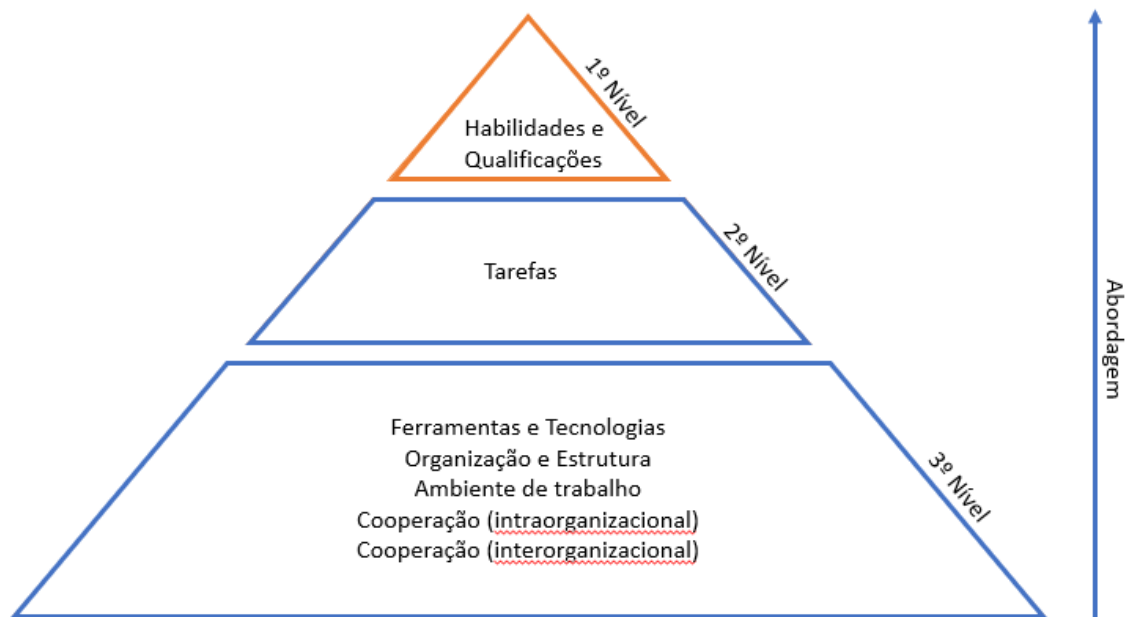 1º Nível
Habilidades e
Qualificações
2º Nível
Tarefas
Abordagem
Ferramentas e Tecnologias
Organização e Estrutura
Ambiente de trabalho
Cooperação (intraorganizacional)
Cooperação (interorganizacional)
3º Nível